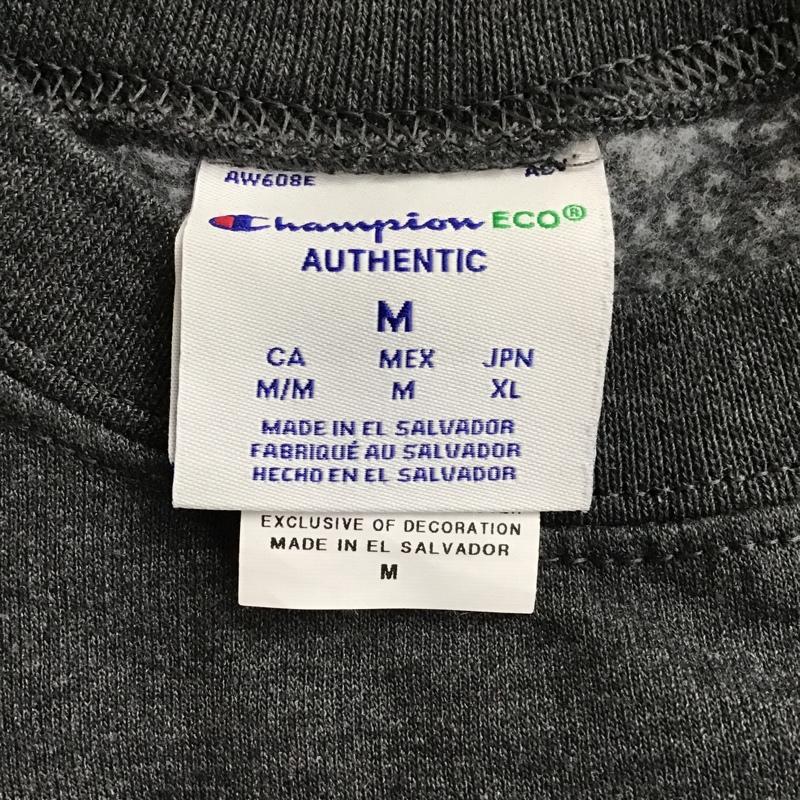 AW608E
Champion ECO®
AUTHENTIC
M
CA MEX JPN
M/M M XL
MADE IN EL SALVADOR
FABRIQUÉ AU SALVADOR
HECHO EN EL SALVADOR
EXCLUSIVE OF DECORATION
MADE IN EL SALVADOR
M